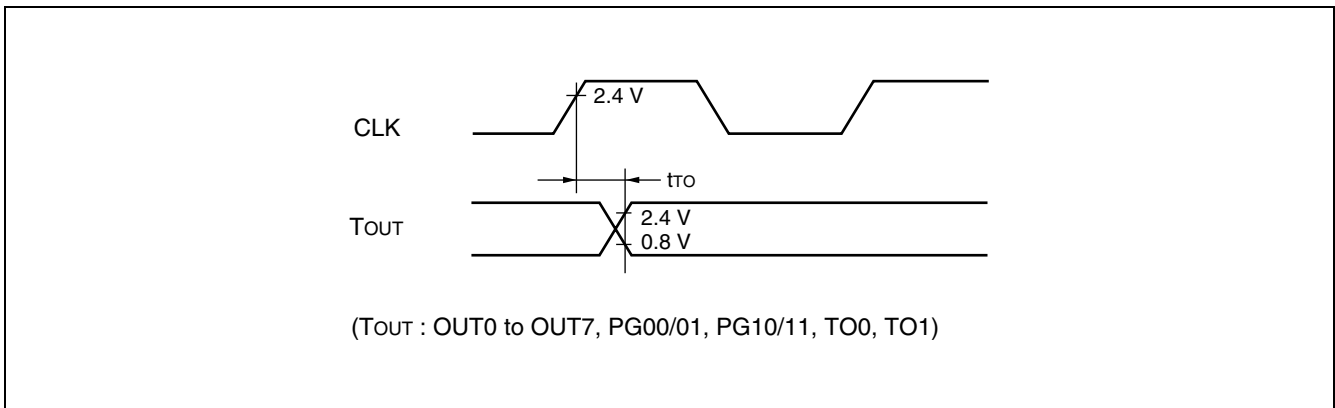 2.4 V
CLK
tTO
TOUT
2.4 V
0.8 V
(TOUT : OUT0 to OUT7, PG00/01, PG10/11, TO0, TO1)